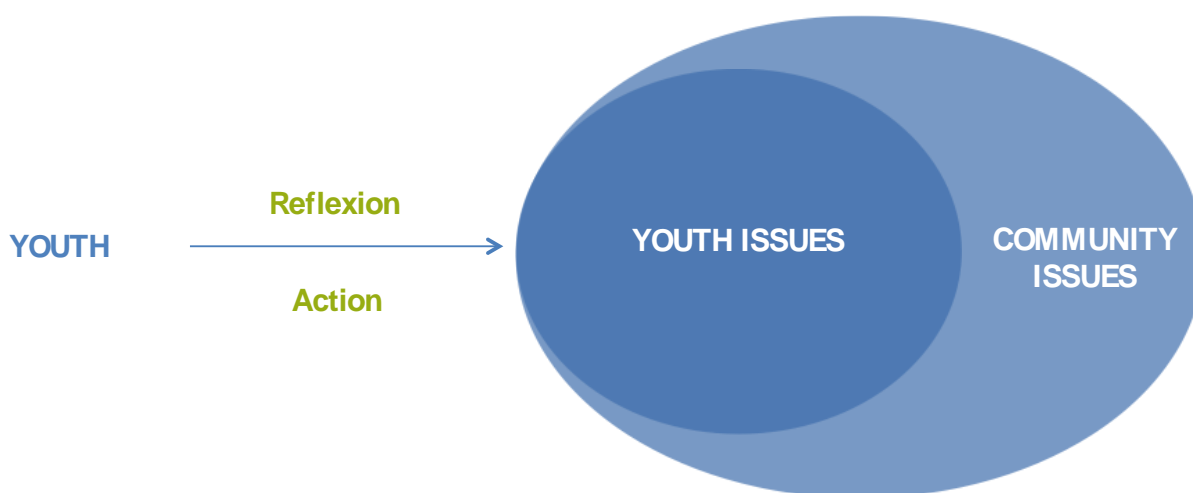 Reflexion
YOUTH
Action
YOUTH ISSUES
COMMUNITY
ISSUES